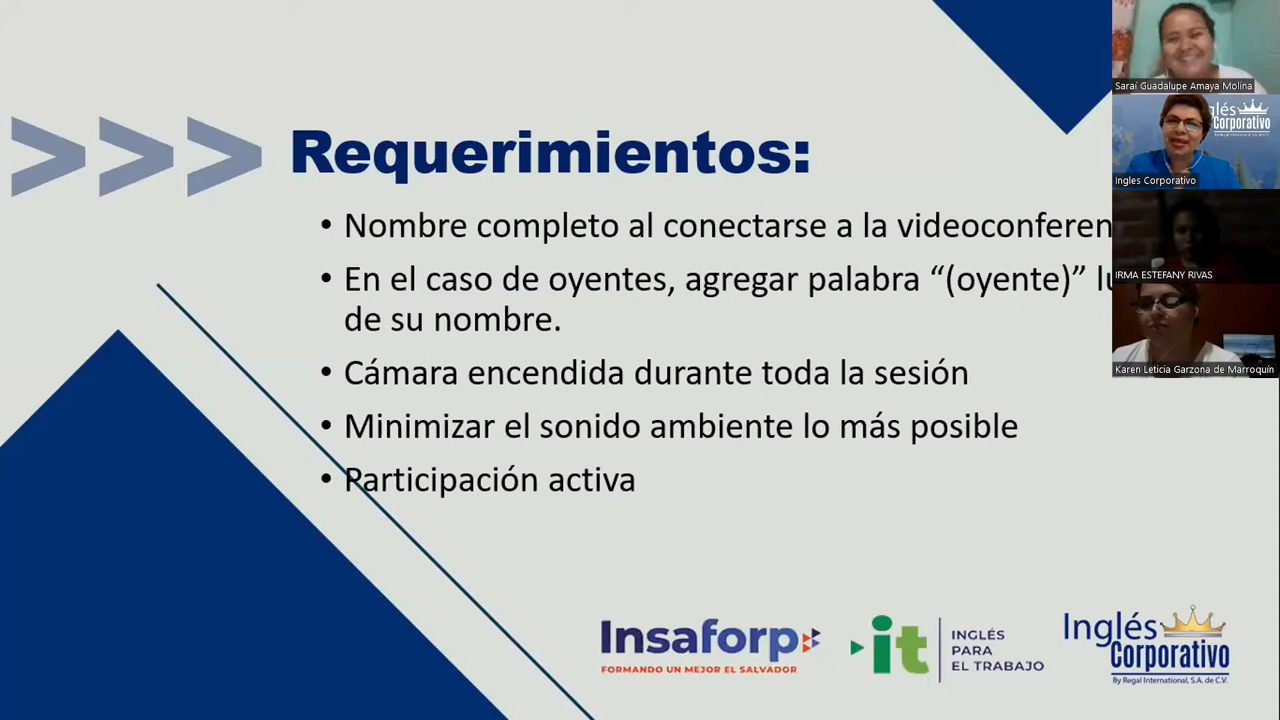 >>> Requerimientos:
• Nombre completo al conectarse a la videoconferen
• En el caso de oyentes, agregar palabra “(oyente)”
de su nombre.
• Cámara encendida durante toda la sesión
• Minimizar el sonido ambiente lo más posible
• Participación activa
Saraí Guadalupe Amaya Molina
Inglés
Corporativo
Ingles Corporativo
IRMA ESTEFANY RIVAS
Karen Leticia Garzona de Marroquín
Insaforp
FORMANDO UN MEJOR EL SALVADOR
it
INGLÉS
PARA
EL TRABAJO
Inglés
Corporativo
By Regal International, S.A. de C.V.